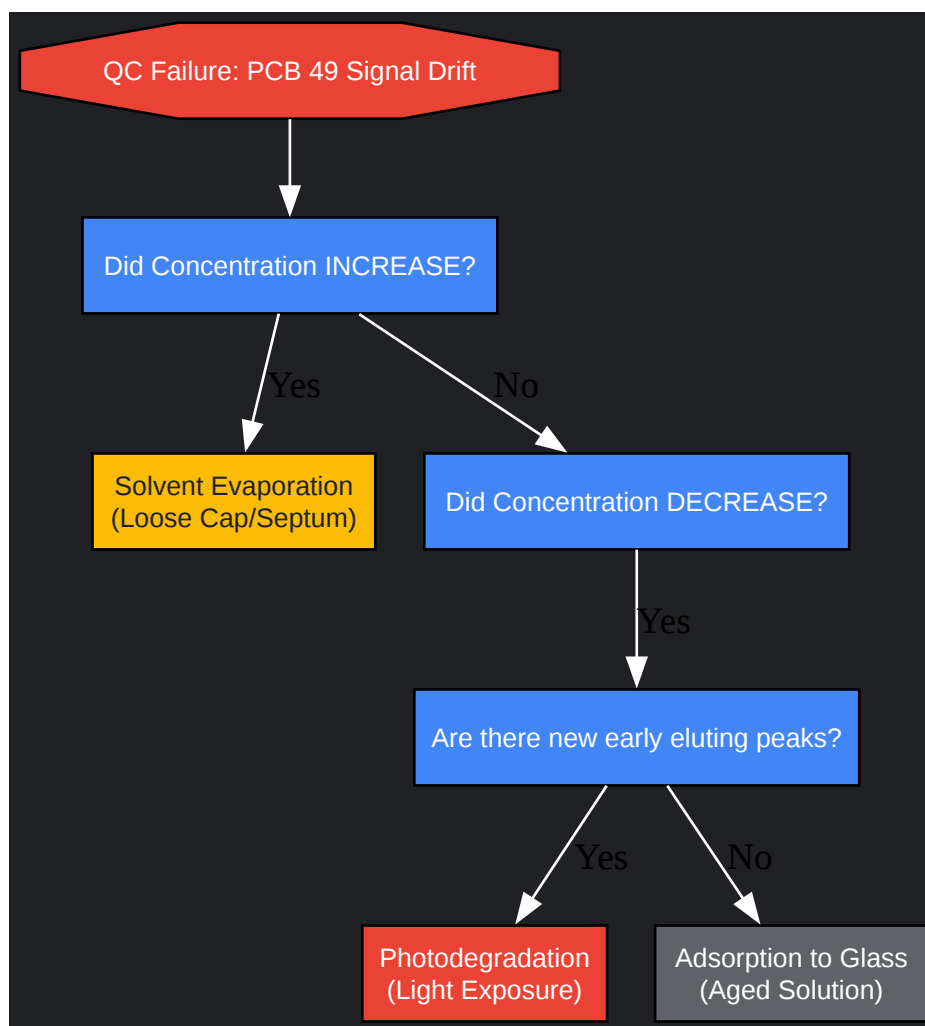 QC Failure: PCB 49 Signal Drift
Did Concentration INCREASE?
Yes
No
Solvent Evaporation
(Loose Cap/Septum)
Did Concentration DECREASE?
Yes
Are there new early eluting peaks?
Yes
No
Photodegradation
(Light Exposure)
Adsorption to Glass
(Aged Solution)